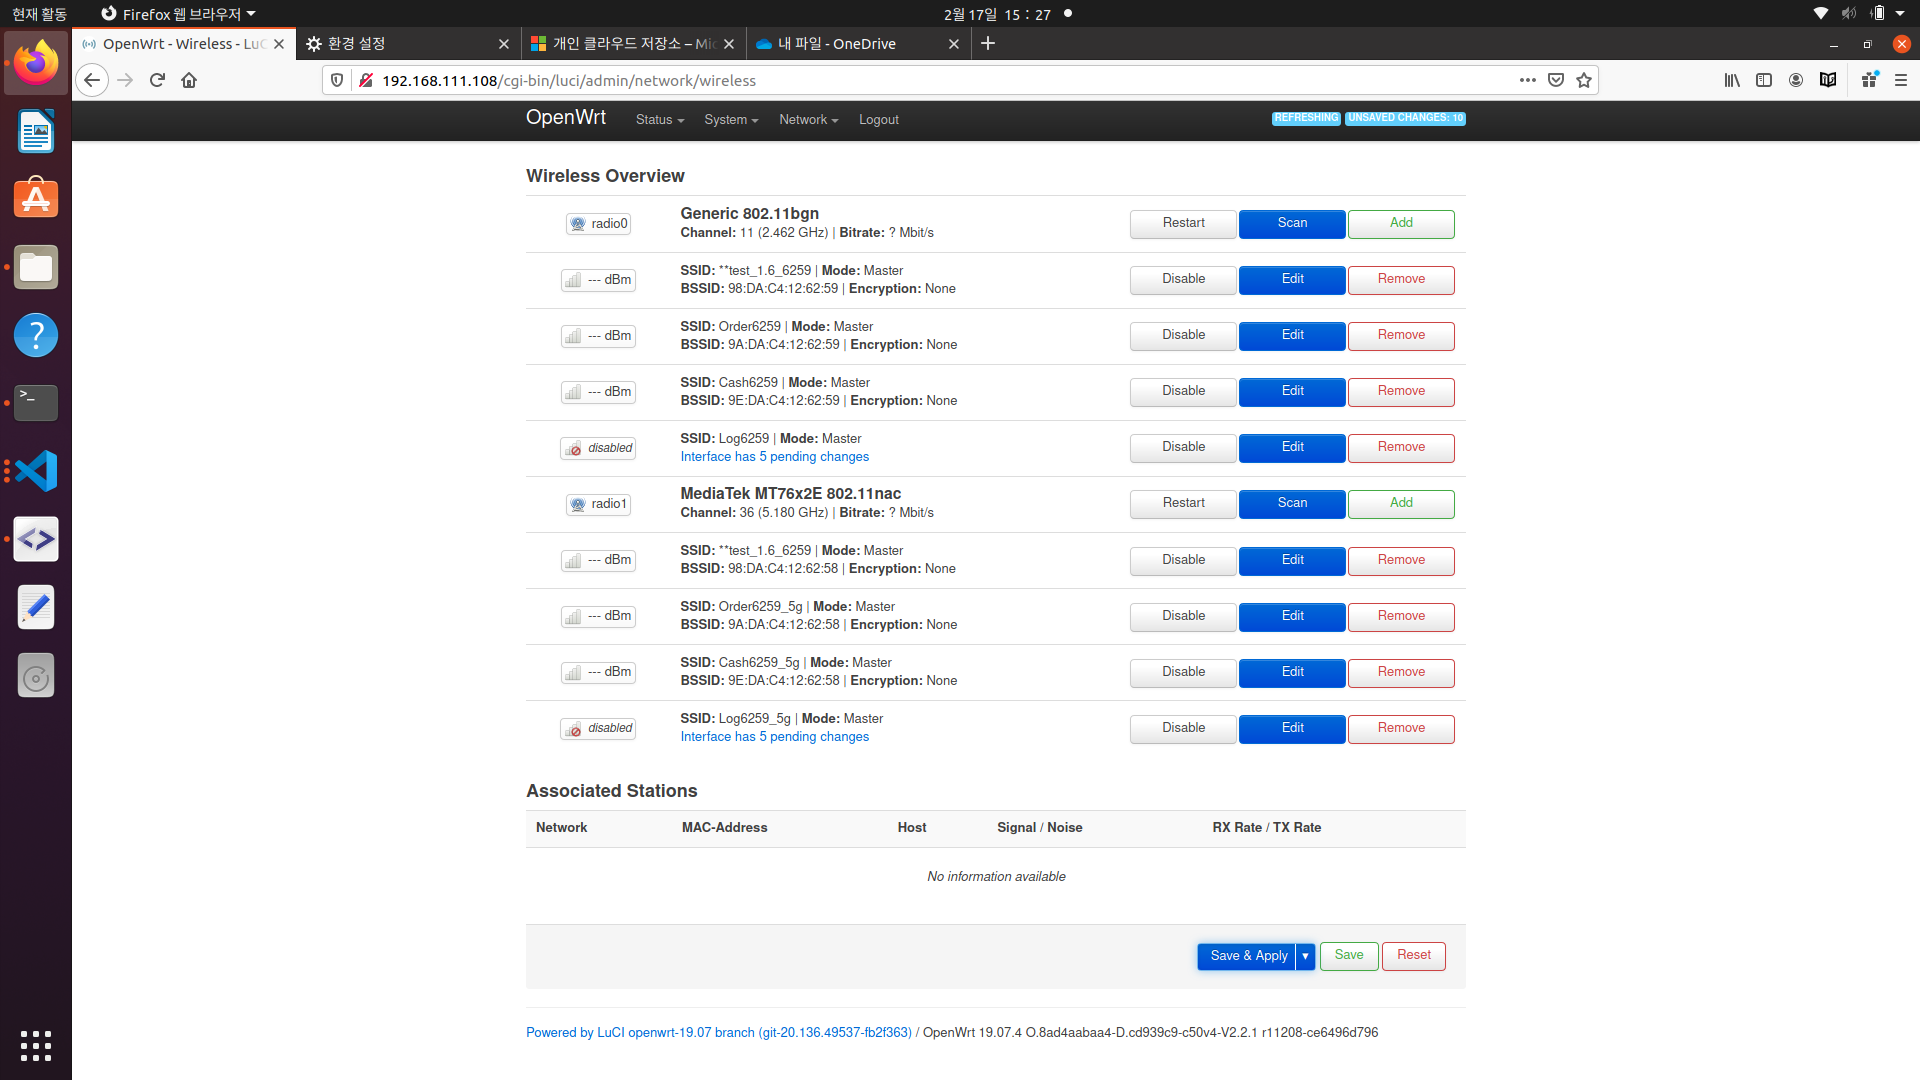 현재 활동
Firefox 웹 브라우저
2월 17일 15 : 27
OpenWrt - Wireless - LuC
환경 설정
개인 클라우드 저장소 – Mic
내 파일 - OneDrive
192.168.111.108/cgi-bin/luci/admin/network/wireless
OpenWrt
Status
System
Network
Logout
REFRESHING
UNSAVED CHANGES: 10
Wireless Overview
radio0
Generic 802.11bgn
Channel: 11 (2.462 GHz) | Bitrate: ? Mbit/s
Restart
Scan
Add
--- dBm
SSID: **test_1.6_6259 | Mode: Master
BSSID: 98:DA:C4:12:62:59 | Encryption: None
Disable
Edit
Remove
--- dBm
SSID: Order6259 | Mode: Master
BSSID: 9A:DA:C4:12:62:59 | Encryption: None
Disable
Edit
Remove
--- dBm
SSID: Cash6259 | Mode: Master
BSSID: 9E:DA:C4:12:62:59 | Encryption: None
Disable
Edit
Remove
disabled
SSID: Log6259 | Mode: Master
Interface has 5 pending changes
Disable
Edit
Remove
radio1
MediaTek MT76x2E 802.11nac
Channel: 36 (5.180 GHz) | Bitrate: ? Mbit/s
Restart
Scan
Add
--- dBm
SSID: **test_1.6_6259 | Mode: Master
BSSID: 98:DA:C4:12:62:58 | Encryption: None
Disable
Edit
Remove
--- dBm
SSID: Order6259_5g | Mode: Master
BSSID: 9A:DA:C4:12:62:58 | Encryption: None
Disable
Edit
Remove
--- dBm
SSID: Cash6259_5g | Mode: Master
BSSID: 9E:DA:C4:12:62:58 | Encryption: None
Disable
Edit
Remove
disabled
SSID: Log6259_5g | Mode: Master
Interface has 5 pending changes
Disable
Edit
Remove
Associated Stations
Network
MAC-Address
Host
Signal / Noise
RX Rate / TX Rate
No information available
Save & Apply
Save
Reset
Powered by LuCI openwrt-19.07 branch (git-20.136.49537-fb2f363) / OpenWrt 19.07.4 O.8ad4aabaa4-D.cd939c9-c50v4-V2.2.1 r11208-ce6496d796